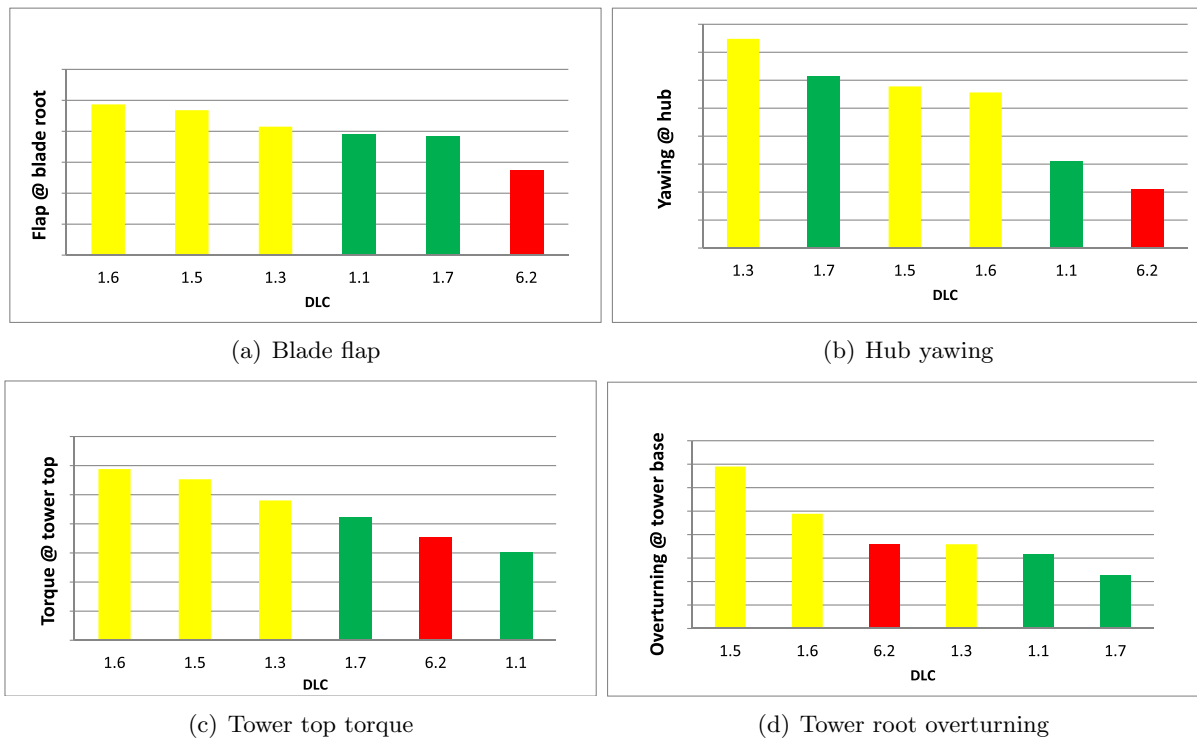 Flap @ blade root
1.6 1.5 1.3 1.1 1.7 6.2
DLC
(a) Blade flap
Yawing @ hub
1.3 1.7 1.5 1.6 1.1 6.2
DLC
(b) Hub yawing
Torque @ tower top
1.6 1.5 1.3 1.7 6.2 1.1
DLC
(c) Tower top torque
Overturning @ tower base
1.5 1.6 6.2 1.3 1.1 1.7
DLC
(d) Tower root overturning